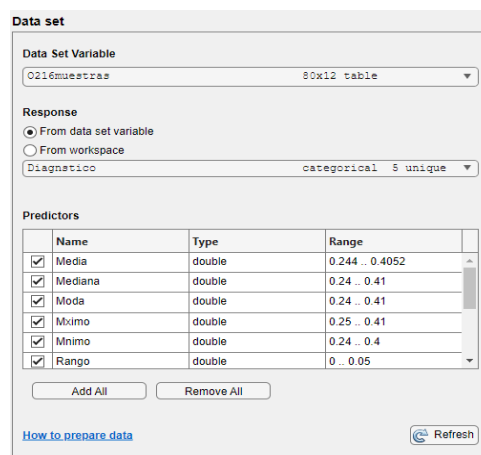 Data set
Data Set Variable
O216muestras 80x12 table
Response
From data set variable
From workspace
Diagnstico categorical 5 unique
Predictors
Name Type Range
Media double 0.244 .. 0.4052
Mediana double 0.24 .. 0.41
Moda double 0.24 .. 0.41
Mximo double 0.25 .. 0.41
Mnimo double 0.24 .. 0.4
Rango double 0 .. 0.05
Add All Remove All
How to prepare data Refresh